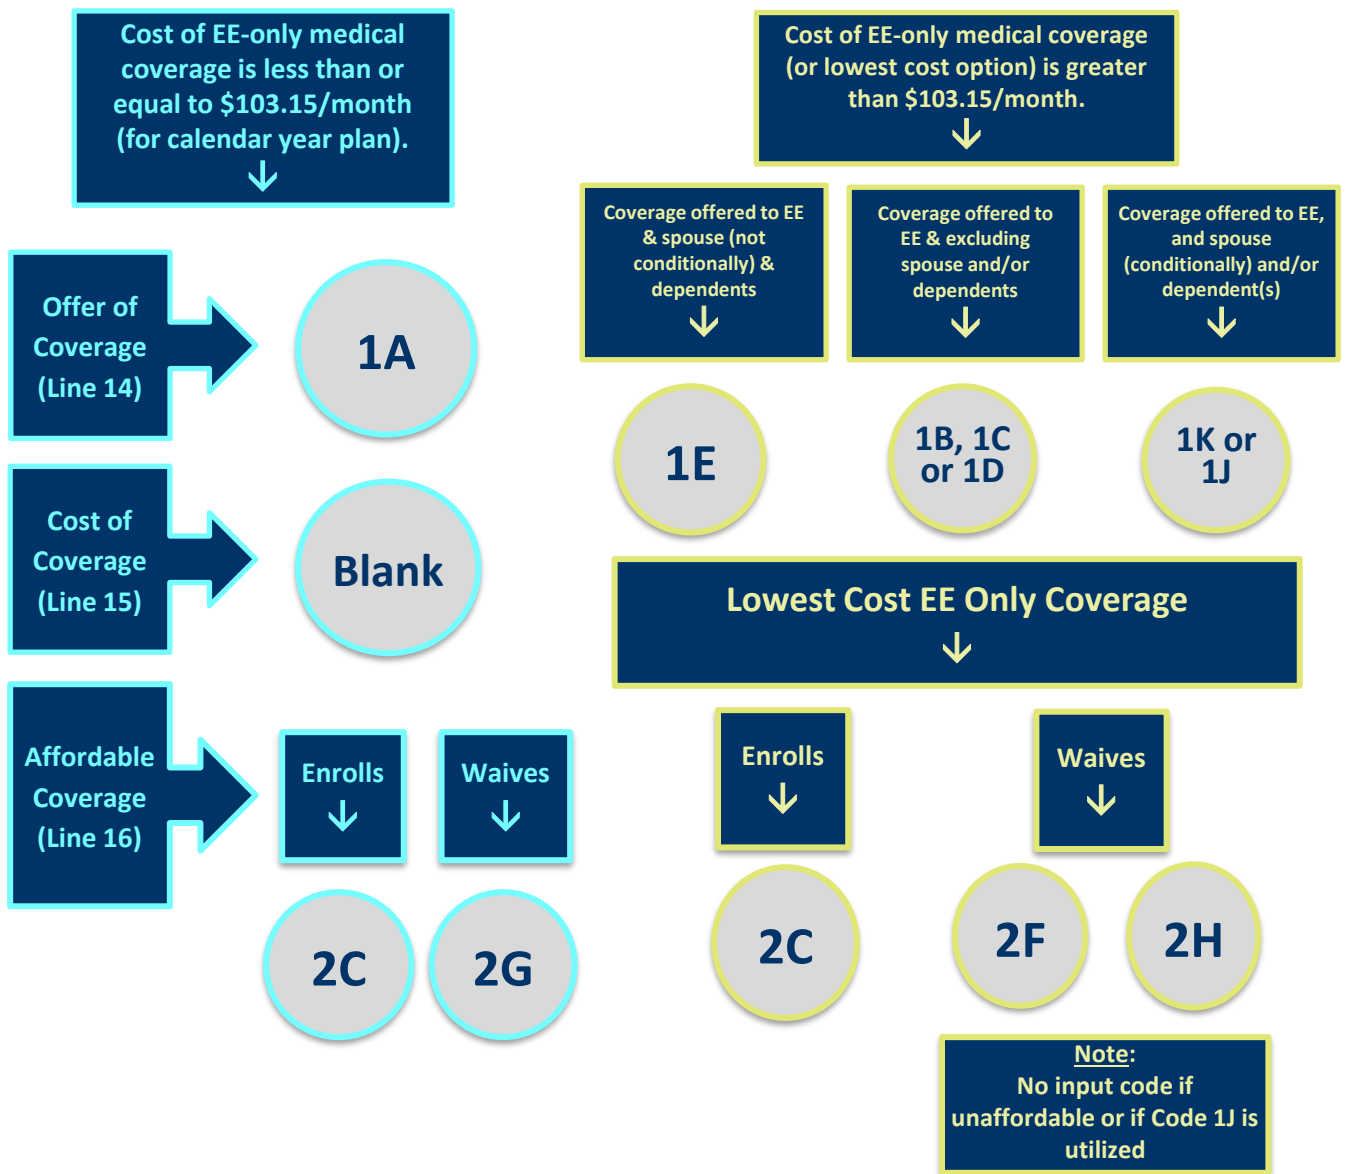 Cost of EE-only medical
coverage is less than or
equal to $103.15/month
(for calendar year plan).
Cost of EE-only medical coverage
(or lowest cost option) is greater
than $103.15/month.
Coverage offered to EE
& spouse (not
conditionally) &
dependents
Coverage offered to
EE & excluding
spouse and/or
dependents
Coverage offered to EE,
and spouse
(conditionally) and/or
dependent(s)
Offer of
Coverage
(Line 14)
1A
1E
1B, 1C
or 1D
1K or
1J
Cost of
Coverage
(Line 15)
Blank
Lowest Cost EE Only Coverage
Affordable
Coverage
(Line 16)
Enrolls
Waives
Enrolls
Waives
2C
2G
2C
2F
2H
Note:
No input code if
unaffordable or if Code 1J is
utilized